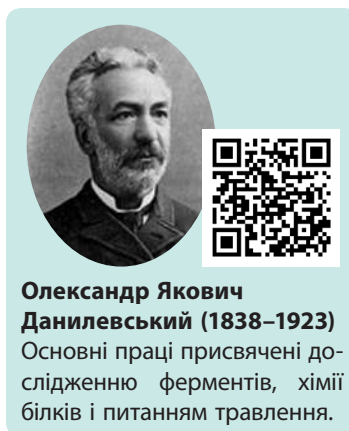 Олександр Якович
Данилевський (1838–1923)
Основні праці присвячені до-
слідженню ферментів, хімії
білків і питанням травлення.